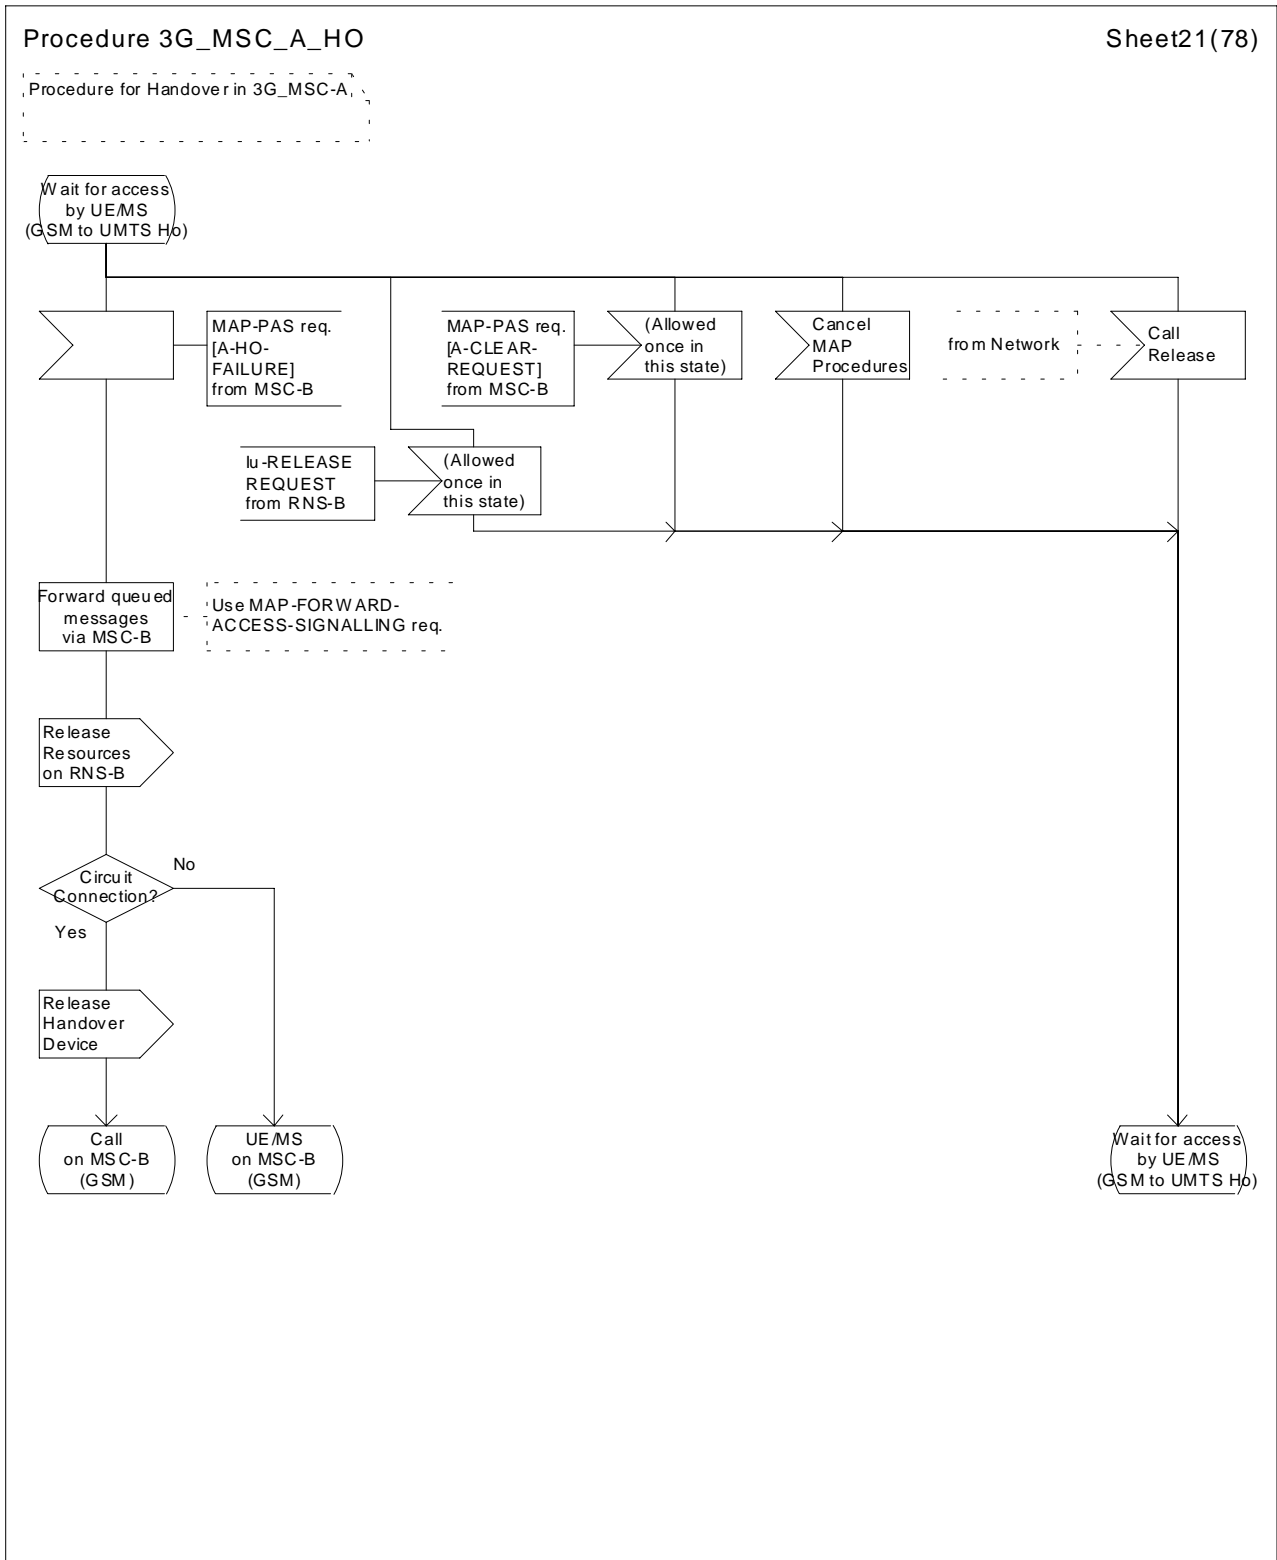 Procedure 3G_MSC_A_HO
Sheet21(78)
Procedure for Handover in 3G_MSC-A
Wait for access
by UE/MS
(GSM to UMTS Ho)
MAP-PAS req.
[A-HO-
FAILURE]
from MSC-B
MAP-PAS req.
[A-CLEAR-
REQUEST]
from MSC-B
(Allowed
once in
this state)
Cancel
MAP
Procedures
from Network
Call
Release
Iu-RELEASE
REQUEST
from RNS-B
(Allowed
once in
this state)
Forward queued
messages
via MSC-B
Use MAP-FORWARD-
ACCESS-SIGNALLING req.
Release
Resources
on RNS-B
Circuit
Connection?
No
Yes
Release
Handover
Device
Call
on MSC-B
(GSM)
UE/MS
on MSC-B
(GSM)
Wait for access
by UE/MS
(GSM to UMTS Ho)